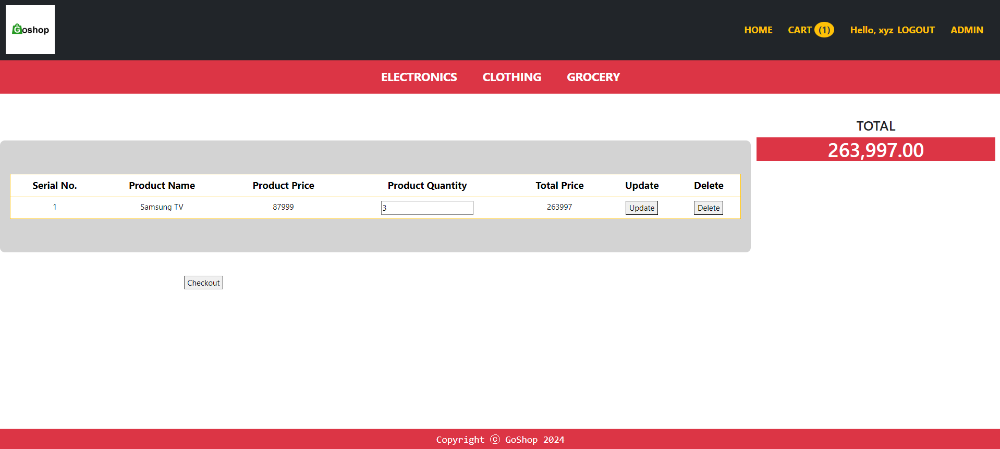 Goshop
HOME CART (1) Hello, xyz LOGOUT ADMIN
ELECTRONICS CLOTHING GROCERY
TOTAL
263,997.00
Serial No. Product Name Product Price Product Quantity Total Price Update Delete
1 Samsung TV 87999 3 263997 Update Delete
Checkout
Copyright ⓒ GoShop 2024